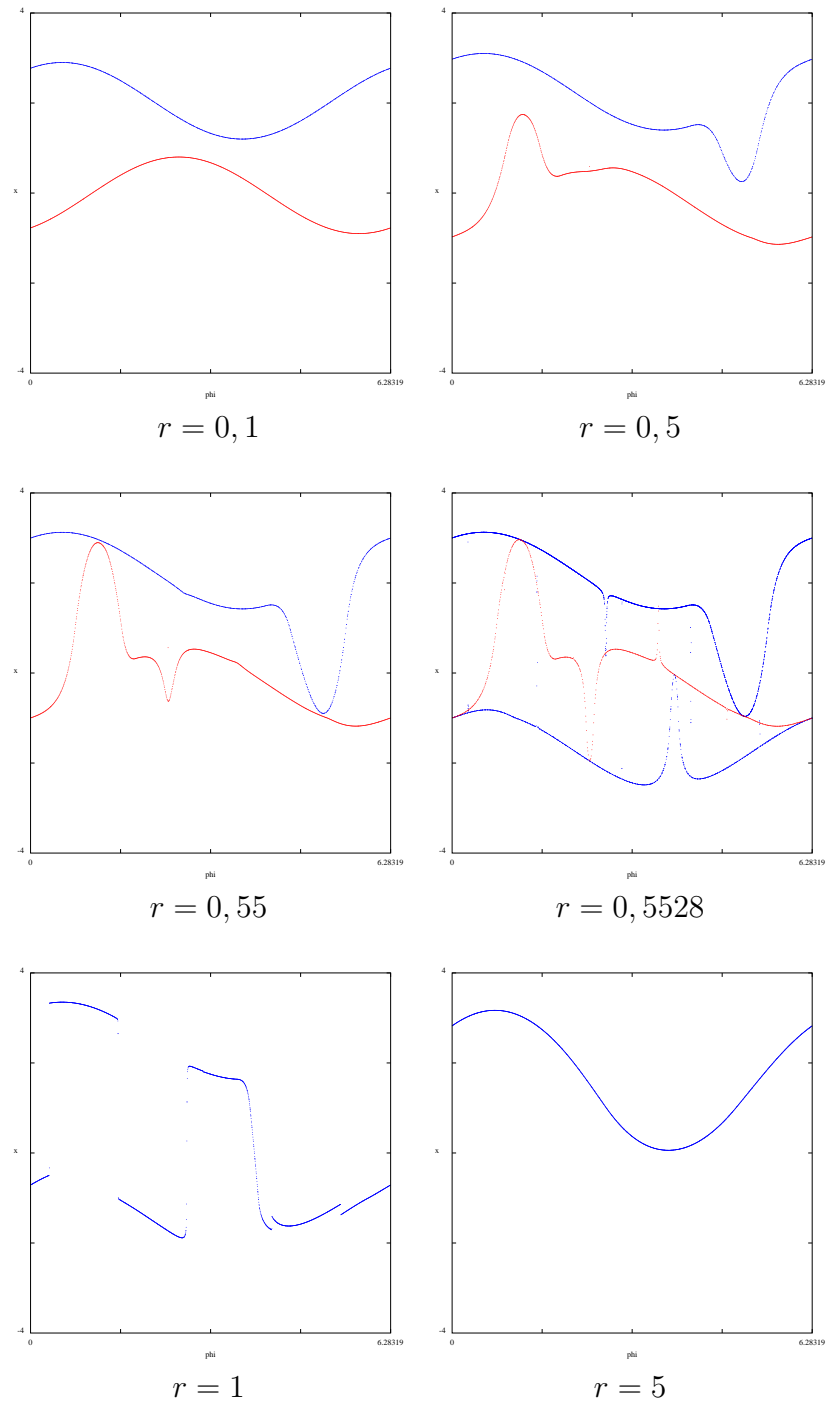 4
x
-4
0
6.28319
phi
r = 0, 1
4
x
-4
0
6.28319
phi
r = 0, 5
4
x
-4
0
6.28319
phi
r = 0, 55
4
x
-4
0
6.28319
phi
r = 0, 5528
4
x
-4
0
6.28319
phi
r = 1
4
x
-4
0
6.28319
phi
r = 5